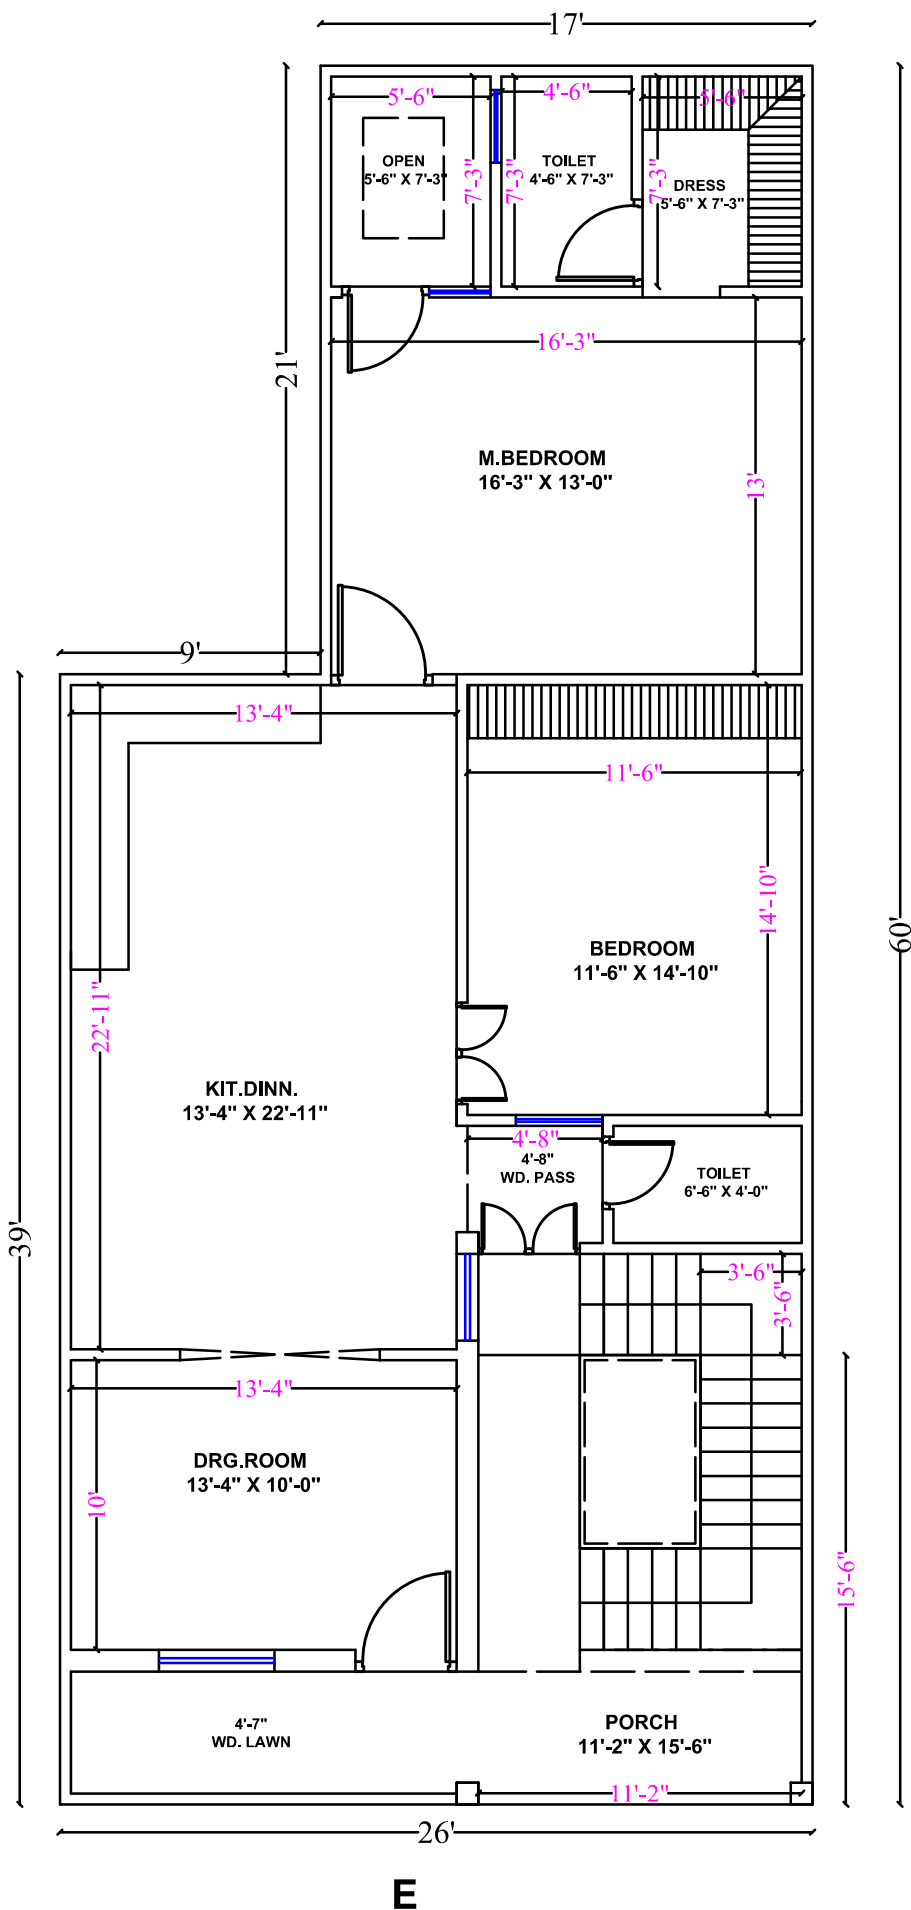 17'
5'-6"
4'-6"
5'-6"
OPEN
5'-6" X 7'-3"
7'-3"
7'-3"
TOILET
4'-6" X 7'-3"
7'-3"
DRESS
5'-6" X 7'-3"
16'-3"
21'
M.BEDROOM
16'-3" X 13'-0"
13'
9'
13'-4"
11'-6"
14'-10"
60'
BEDROOM
11'-6" X 14'-10"
22'-11"
KIT.DINN.
13'-4" X 22'-11"
4'-8"
4'-8"
WD. PASS
TOILET
6'-6" X 4'-0"
39'
3'-6"
3'-6"
13'-4"
DRG.ROOM
13'-4" X 10'-0"
10'
15'-6"
4'-7"
WD. LAWN
PORCH
11'-2" X 15'-6"
11'-2"
26'
E